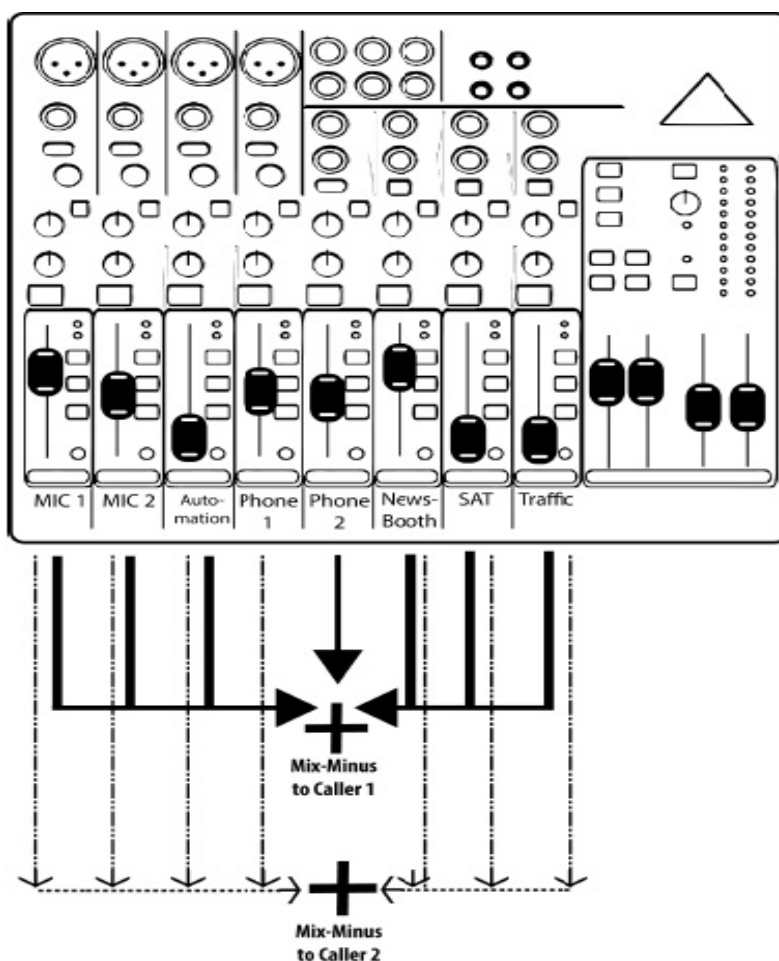 MIC 1
MIC 2
Auto-
mation
Phone
1
Phone
2
News-
Booth
SAT
Traffic
Mix-Minus
to Caller 1
Mix-Minus
to Caller 2